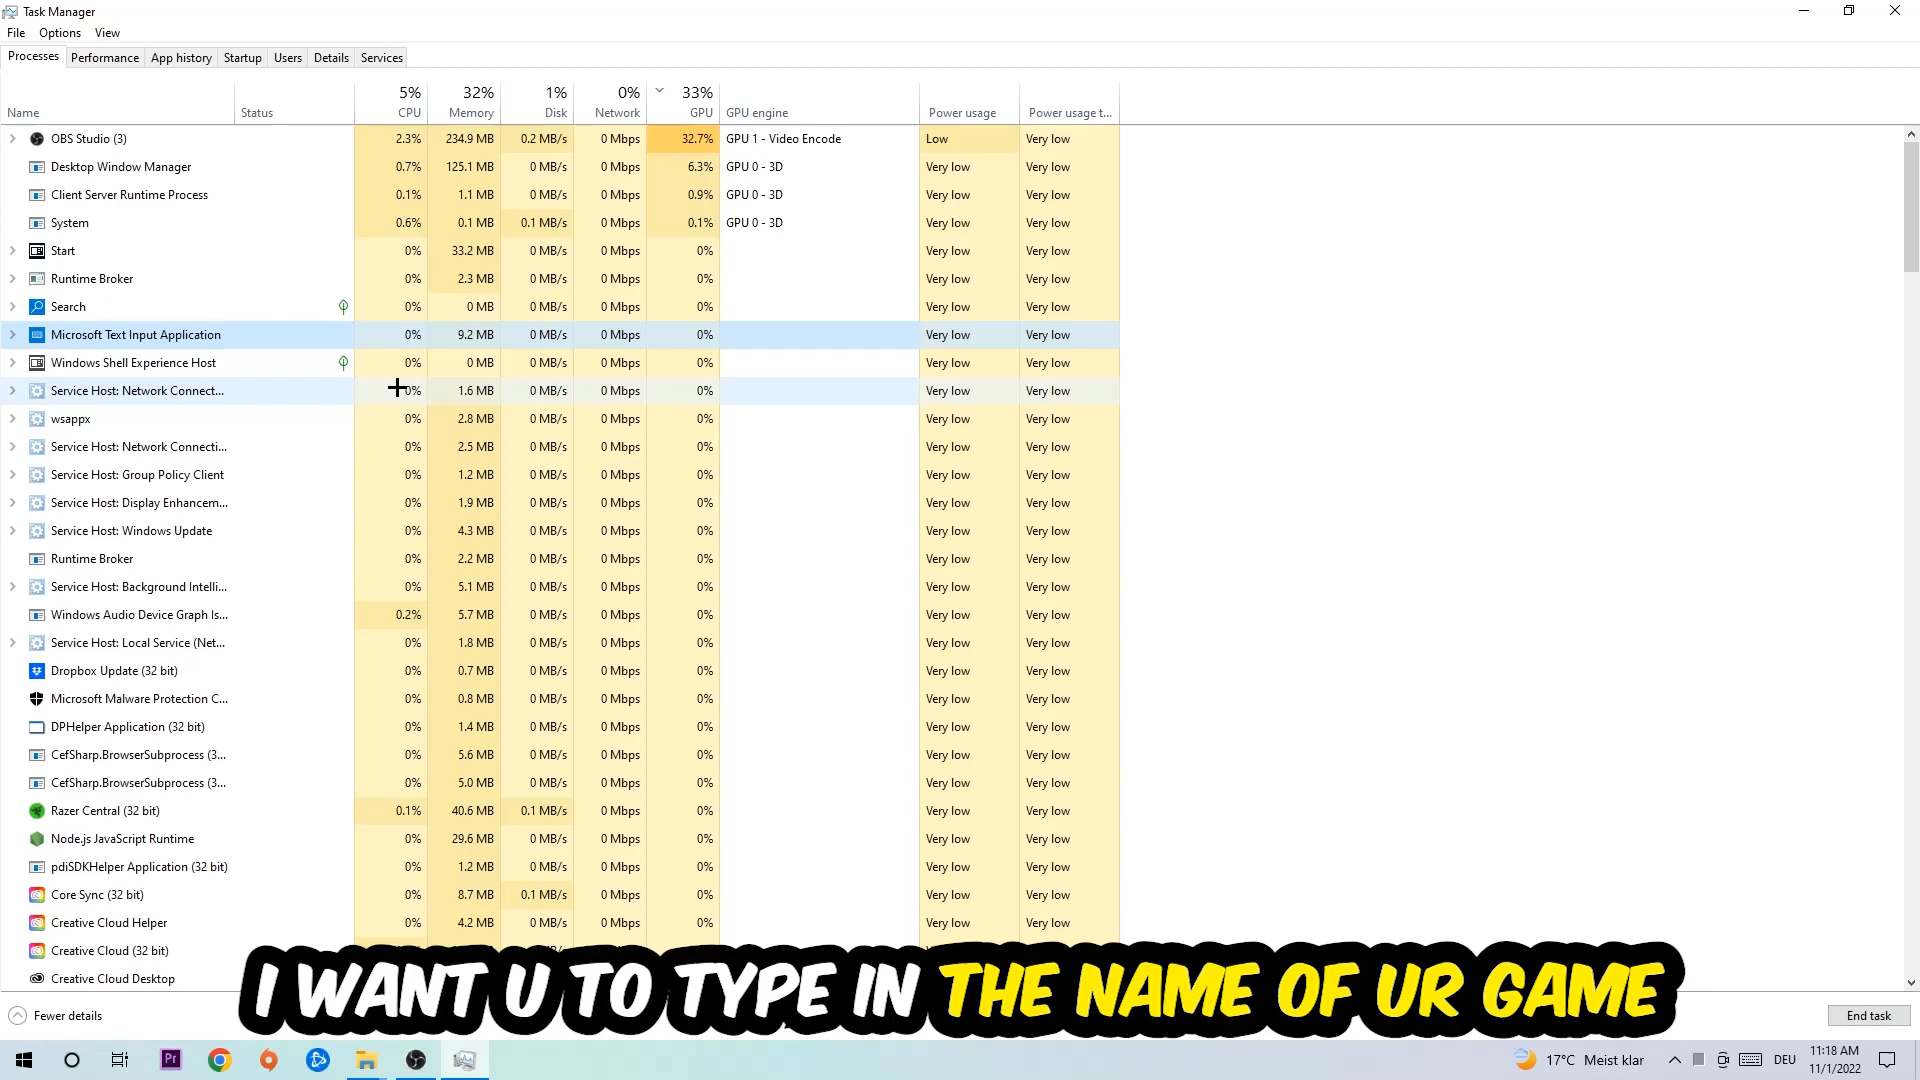 Task Manager
File Options View
Processes Performance App history Startup Users Details Services
5% 32% 1% 0% 33%
Name Status CPU Memory Disk Network GPU GPU engine Power usage Power usage t...
OBS Studio (3) 2.3% 234.9 MB 0.2 MB/s 0 Mbps 32.7% GPU 1 - Video Encode Low Very low
Desktop Window Manager 0.7% 125.1 MB 0 MB/s 0 Mbps 6.3% GPU 0 - 3D Very low Very low
Client Server Runtime Process 0.1% 1.1 MB 0 MB/s 0 Mbps 0.9% GPU 0 - 3D Very low Very low
System 0.6% 0.1 MB 0.1 MB/s 0 Mbps 0.1% GPU 0 - 3D Very low Very low
Start 0% 33.2 MB 0 MB/s 0 Mbps 0% Very low Very low
Runtime Broker 0% 2.3 MB 0 MB/s 0 Mbps 0% Very low Very low
Search 0% 0 MB 0 MB/s 0 Mbps 0% Very low Very low
Microsoft Text Input Application 0% 9.2 MB 0 MB/s 0 Mbps 0% Very low Very low
Windows Shell Experience Host 0% 0 MB 0 MB/s 0 Mbps 0% Very low Very low
Service Host: Network Connect... 0% 1.6 MB 0 MB/s 0 Mbps 0% Very low Very low
wsappx 0% 2.8 MB 0 MB/s 0 Mbps 0% Very low Very low
Service Host: Network Connecti... 0% 2.5 MB 0 MB/s 0 Mbps 0% Very low Very low
Service Host: Group Policy Client 0% 1.2 MB 0 MB/s 0 Mbps 0% Very low Very low
Service Host: Display Enhancem... 0% 1.9 MB 0 MB/s 0 Mbps 0% Very low Very low
Service Host: Windows Update 0% 4.3 MB 0 MB/s 0 Mbps 0% Very low Very low
Runtime Broker 0% 2.2 MB 0 MB/s 0 Mbps 0% Very low Very low
Service Host: Background Intelli... 0% 5.1 MB 0 MB/s 0 Mbps 0% Very low Very low
Windows Audio Device Graph Is... 0.2% 5.7 MB 0 MB/s 0 Mbps 0% Very low Very low
Service Host: Local Service (Net... 0% 1.8 MB 0 MB/s 0 Mbps 0% Very low Very low
Dropbox Update (32 bit) 0% 0.7 MB 0 MB/s 0 Mbps 0% Very low Very low
Microsoft Malware Protection C... 0% 0.8 MB 0 MB/s 0 Mbps 0% Very low Very low
DPHelper Application (32 bit) 0% 1.4 MB 0 MB/s 0 Mbps 0% Very low Very low
CefSharp.BrowserSubprocess (3... 0% 5.6 MB 0 MB/s 0 Mbps 0% Very low Very low
CefSharp.BrowserSubprocess (3... 0% 5.0 MB 0 MB/s 0 Mbps 0% Very low Very low
Razer Central (32 bit) 0.1% 40.6 MB 0.1 MB/s 0 Mbps 0% Very low Very low
Node.js JavaScript Runtime 0% 29.6 MB 0 MB/s 0 Mbps 0% Very low Very low
pdiSDKHelper Application (32 bit) 0% 1.2 MB 0 MB/s 0 Mbps 0% Very low Very low
Core Sync (32 bit) 0% 8.7 MB 0.1 MB/s 0 Mbps 0% Very low Very low
Creative Cloud Helper 0% 4.2 MB 0 MB/s 0 Mbps 0% Very low Very low
Creative Cloud (32 bit)
Creative Cloud Desktop
I WANT U TO TYPE IN THE NAME OF UR GAME
Fewer details End task
Pr 17°C Meist klar DEU 11:18 AM
11/1/2022